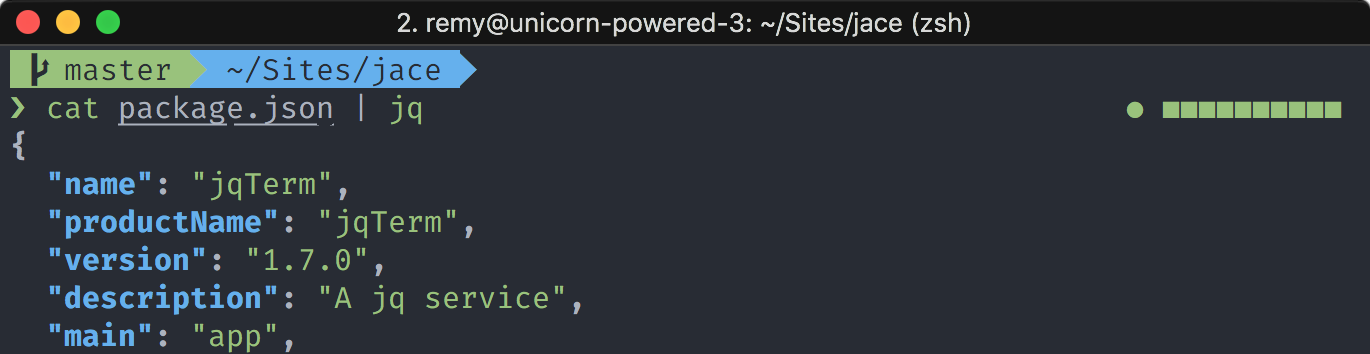 2. remy@unicorn-powered-3: ~/Sites/jace (zsh)
master ~/Sites/jace
❯ cat package.json | jq
{
  "name": "jqTerm",
  "productName": "jqTerm",
  "version": "1.7.0",
  "description": "A jq service",
  "main": "app",